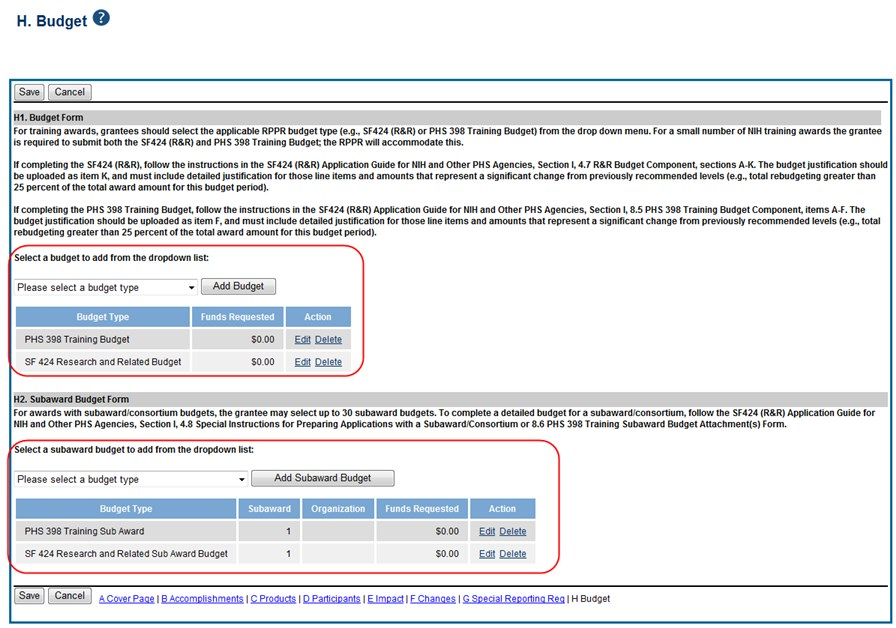 H. Budget ?
Save Cancel
H1. Budget Form
For training awards, grantees should select the applicable RPPR budget type (e.g., SF424 (R&R) or PHS 398 Training Budget) from the drop down menu. For a small number of NIH training awards the grantee
is required to submit both the SF424 (R&R) and PHS 398 Training Budget; the RPPR will accommodate this.
If completing the SF424 (R&R), follow the instructions in the SF424 (R&R) Application Guide for NIH and Other PHS Agencies, Section I, 4.7 R&R Budget Component, sections A-K. The budget justification should
be uploaded as item K, and must include detailed justification for those line items and amounts that represent a significant change from previously recommended levels (e.g., total rebudgeting greater than
25 percent of the total award amount for this budget period).
If completing the PHS 398 Training Budget, follow the instructions in the SF424 (R&R) Application Guide for NIH and Other PHS Agencies, Section I, 8.5 PHS 398 Training Budget Component, items A-F. The
budget justification should be uploaded as item F, and must include detailed justification for those line items and amounts that represent a significant change from previously recommended levels (e.g., total
rebudgeting greater than 25 percent of the total award amount for this budget period).
Select a budget to add from the dropdown list:
Please select a budget type Add Budget
Budget Type Funds Requested Action
PHS 398 Training Budget $0.00 Edit Delete
SF 424 Research and Related Budget $0.00 Edit Delete
H2. Subaward Budget Form
For awards with subaward/consortium budgets, the grantee may select up to 30 subaward budgets. To complete a detailed budget for a subaward/consortium, follow the SF424 (R&R) Application Guide for
NIH and Other PHS Agencies, Section I, 4.8 Special Instructions for Preparing Applications with a Subaward/Consortium or 8.6 PHS 398 Training Subaward Budget Attachment(s) Form.
Select a subaward budget to add from the dropdown list:
Please select a budget type Add Subaward Budget
Budget Type Subaward Organization Funds Requested Action
PHS 398 Training Sub Award 1 $0.00 Edit Delete
SF 424 Research and Related Sub Award Budget 1 $0.00 Edit Delete
Save Cancel A Cover Page | B Accomplishments | C Products | D Participants | E Impact | F Changes | G Special Reporting Req | H Budget